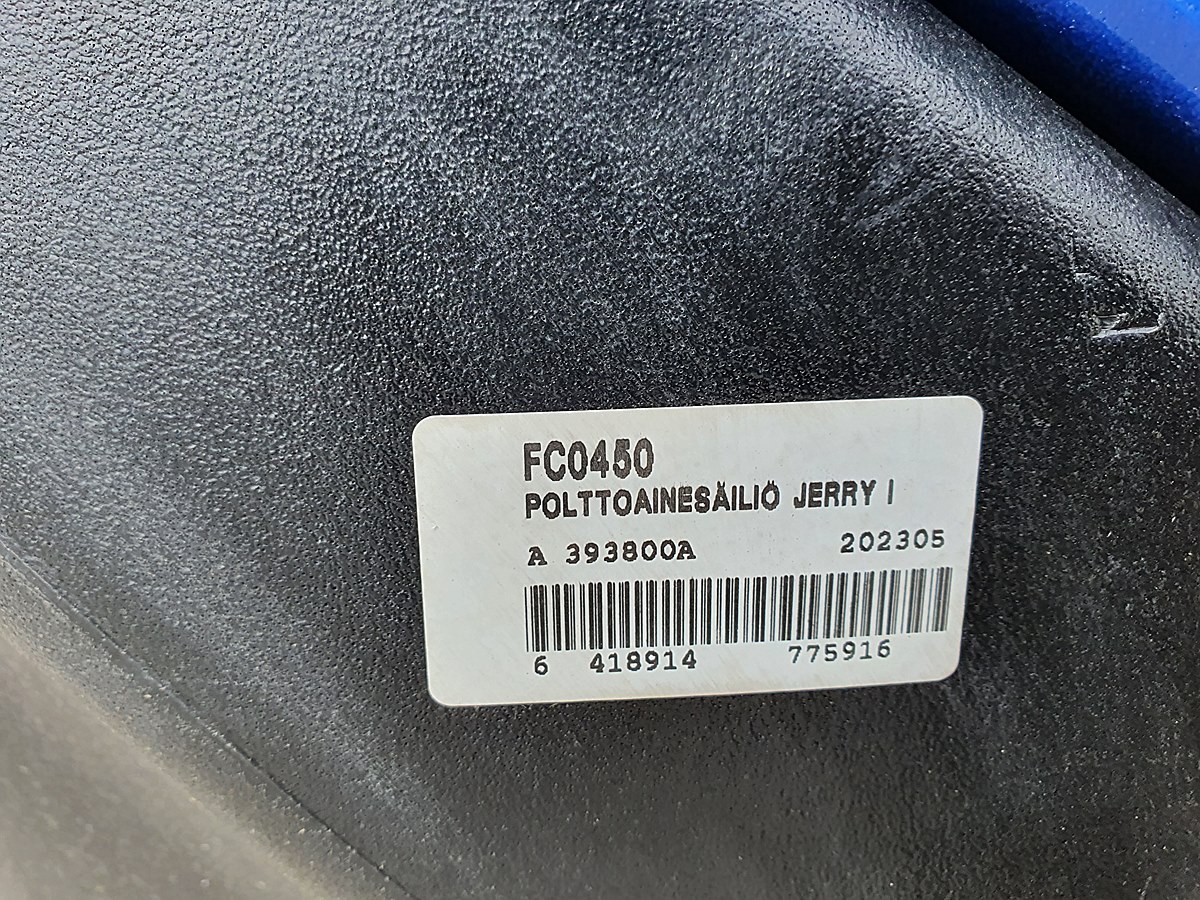 FC0450
POLTTOAINESÄILIÖ JERRY I
A 393800A 202305
6 418914 775916